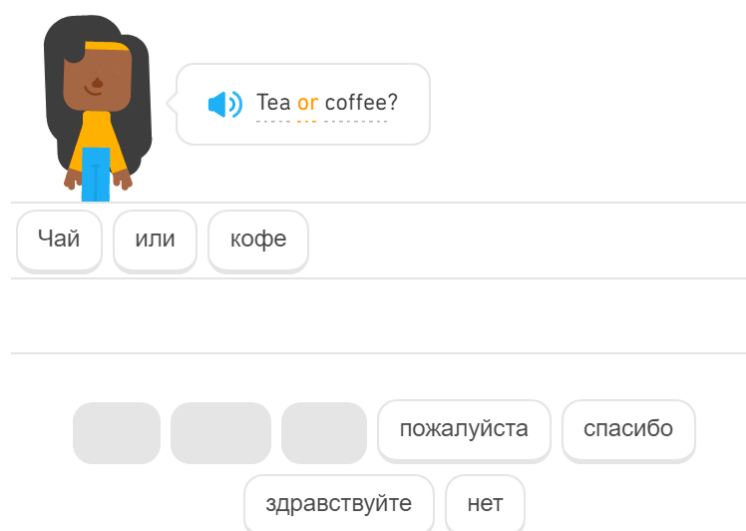 Tea or coffee?
Чай или кофе
пожалуйста спасибо
здравствуйте нет